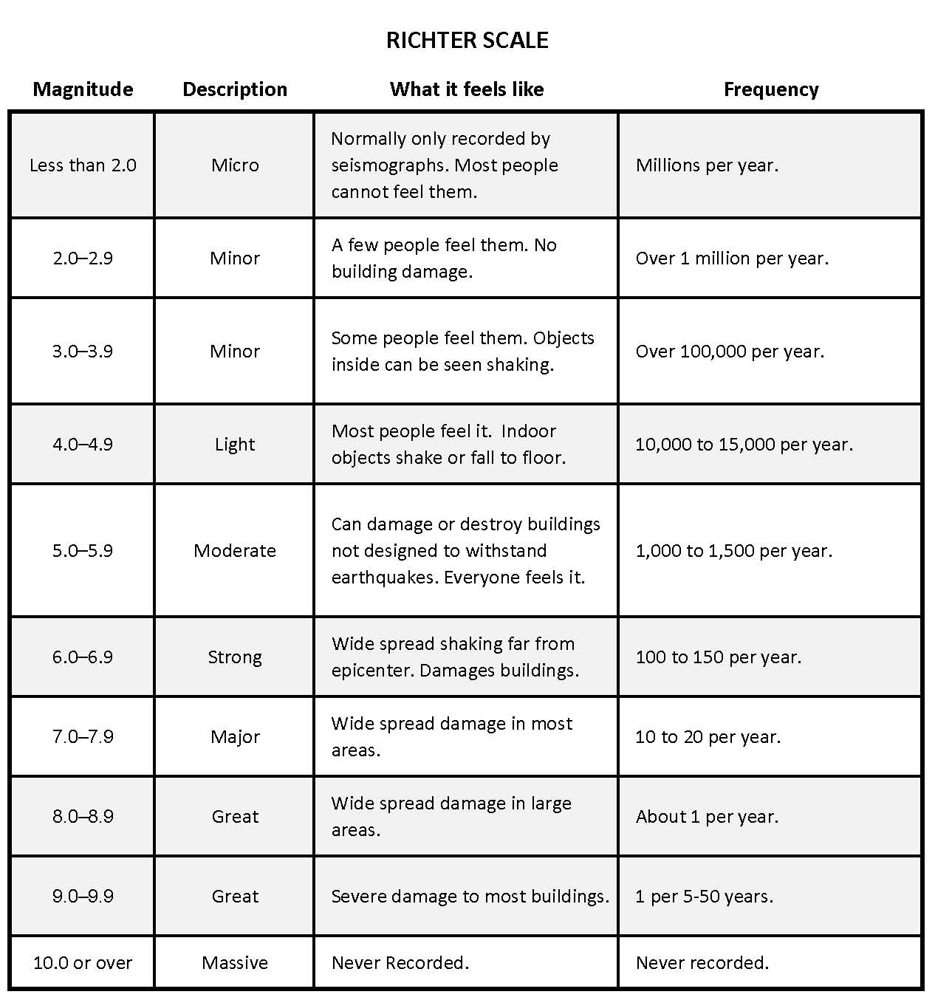 RICHTER SCALE
Magnitude Description What it feels like Frequency
Less than 2.0 Micro Normally only recorded by
seismographs. Most people
cannot feel them. Millions per year.
2.0–2.9 Minor A few people feel them. No
building damage. Over 1 million per year.
3.0–3.9 Minor Some people feel them. Objects
inside can be seen shaking. Over 100,000 per year.
4.0–4.9 Light Most people feel it.  Indoor
objects shake or fall to floor. 10,000 to 15,000 per year.
5.0–5.9 Moderate Can damage or destroy buildings
not designed to withstand
earthquakes. Everyone feels it. 1,000 to 1,500 per year.
6.0–6.9 Strong Wide spread shaking far from
epicenter. Damages buildings. 100 to 150 per year.
7.0–7.9 Major Wide spread damage in most
areas. 10 to 20 per year.
8.0–8.9 Great Wide spread damage in large
areas. About 1 per year.
9.0–9.9 Great Severe damage to most buildings. 1 per 5-50 years.
10.0 or over Massive Never Recorded. Never recorded.